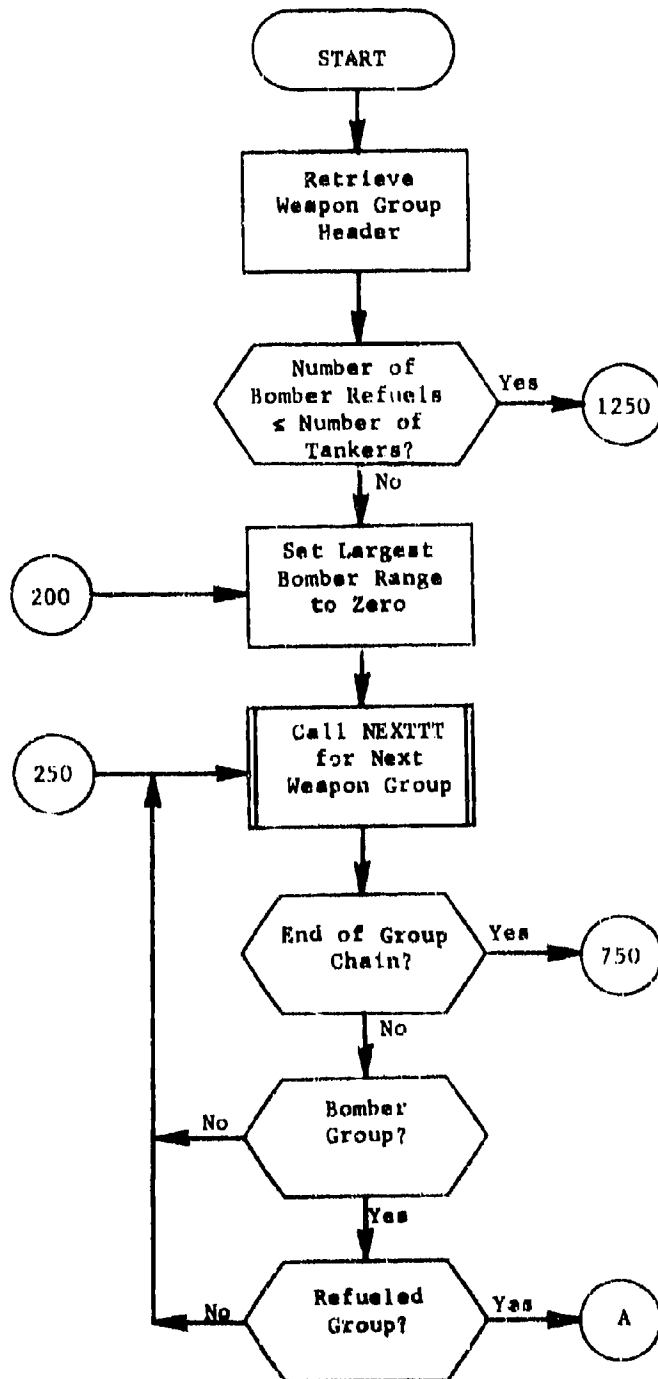 START
Retrieve
Weapon Group
Header
Number of
Bomber Refuels
≤ Number of
Tankers?
Yes
1250
No
Set Largest
Bomber Range
to Zero
200
Call NEXTTT
for Next
Weapon Group
250
End of Group
Chain?
Yes
750
No
Bomber
Group?
No
Yes
Refueled
Group?
No
Yes
A